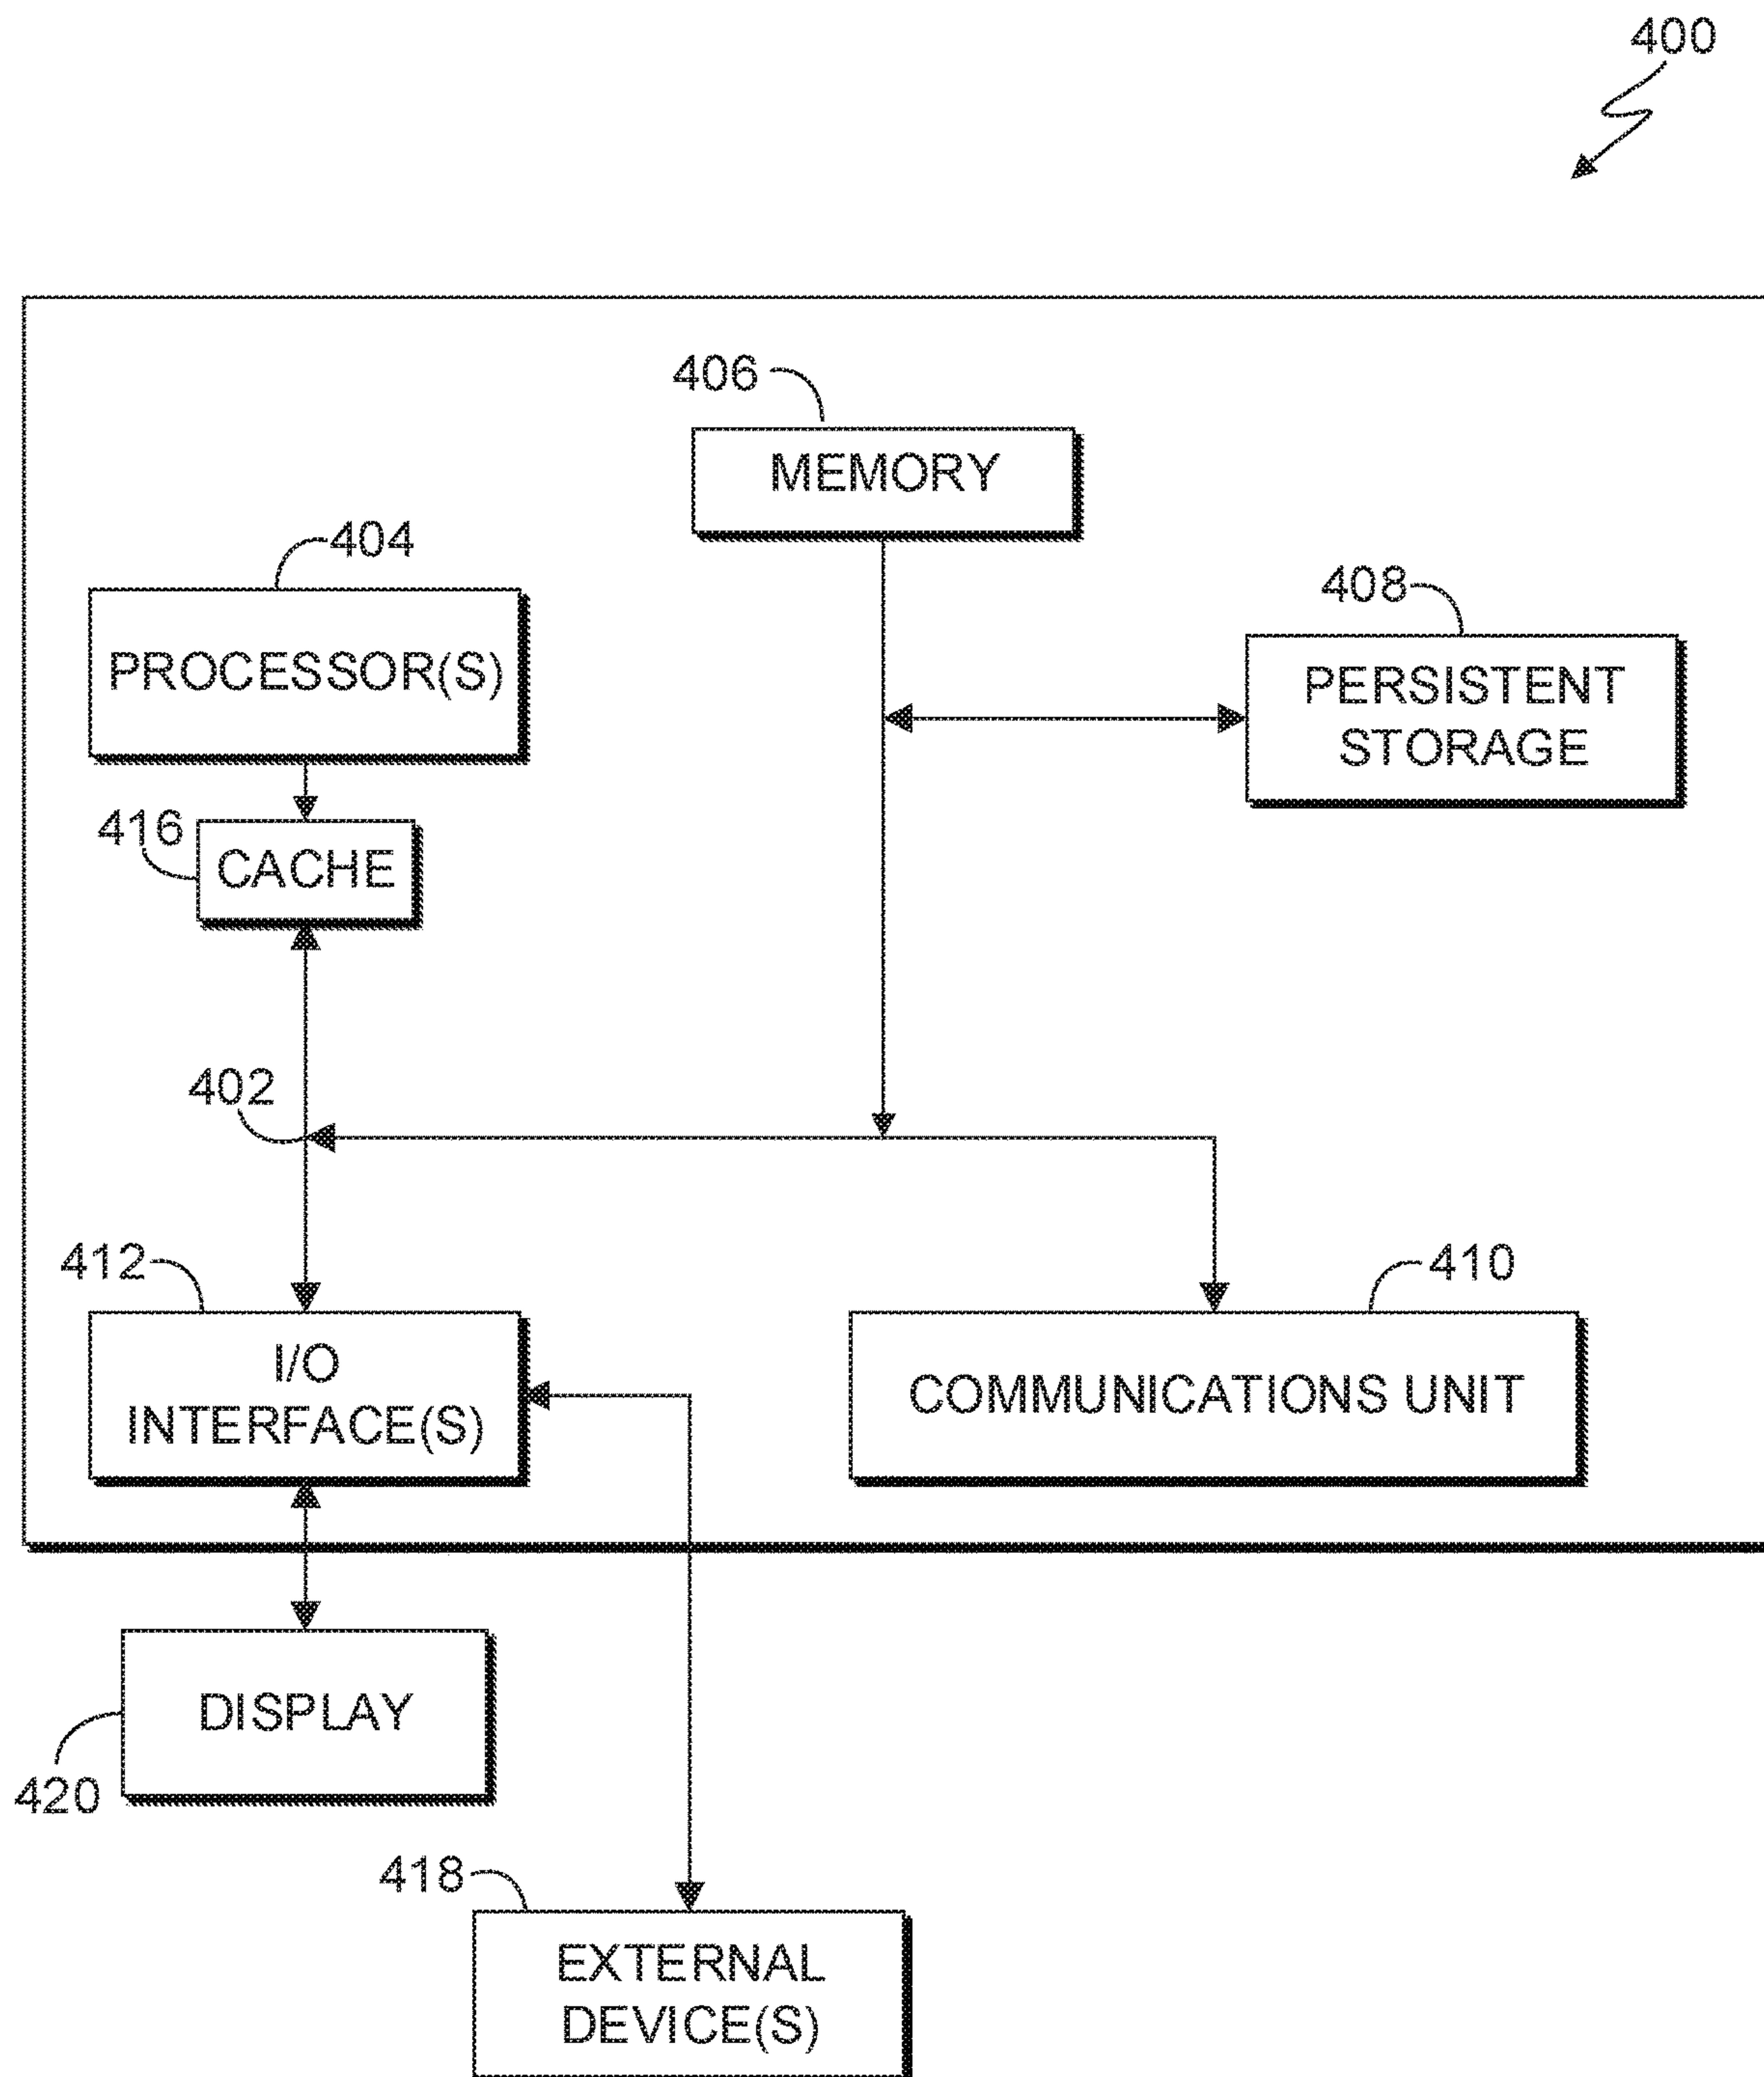 400
406
MEMORY
404
PROCESSOR(S)
408
PERSISTENT
STORAGE
416
CACHE
402
412
I/O
INTERFACE(S)
410
COMMUNICATIONS UNIT
DISPLAY
420
418
EXTERNAL
DEVICE(S)